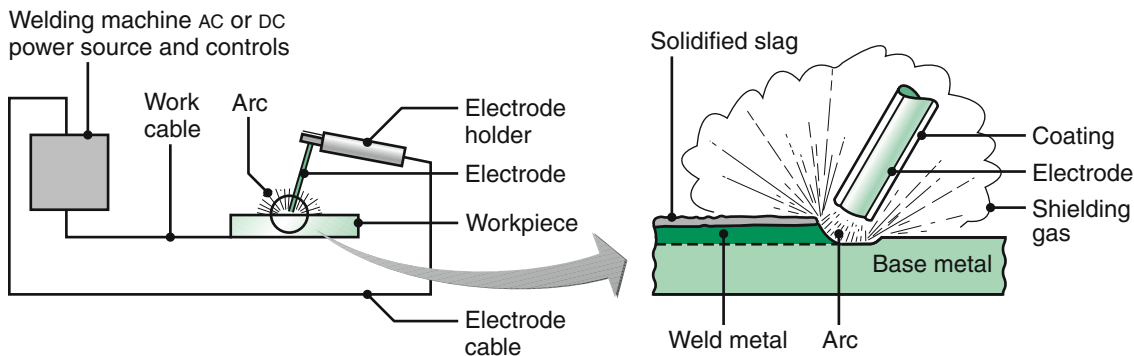 Welding machine AC or DC
power source and controls
Work
cable
Arc
Electrode
holder
Electrode
Workpiece
Electrode
cable
Solidified slag
Coating
Electrode
Shielding
gas
Base metal
Weld metal
Arc